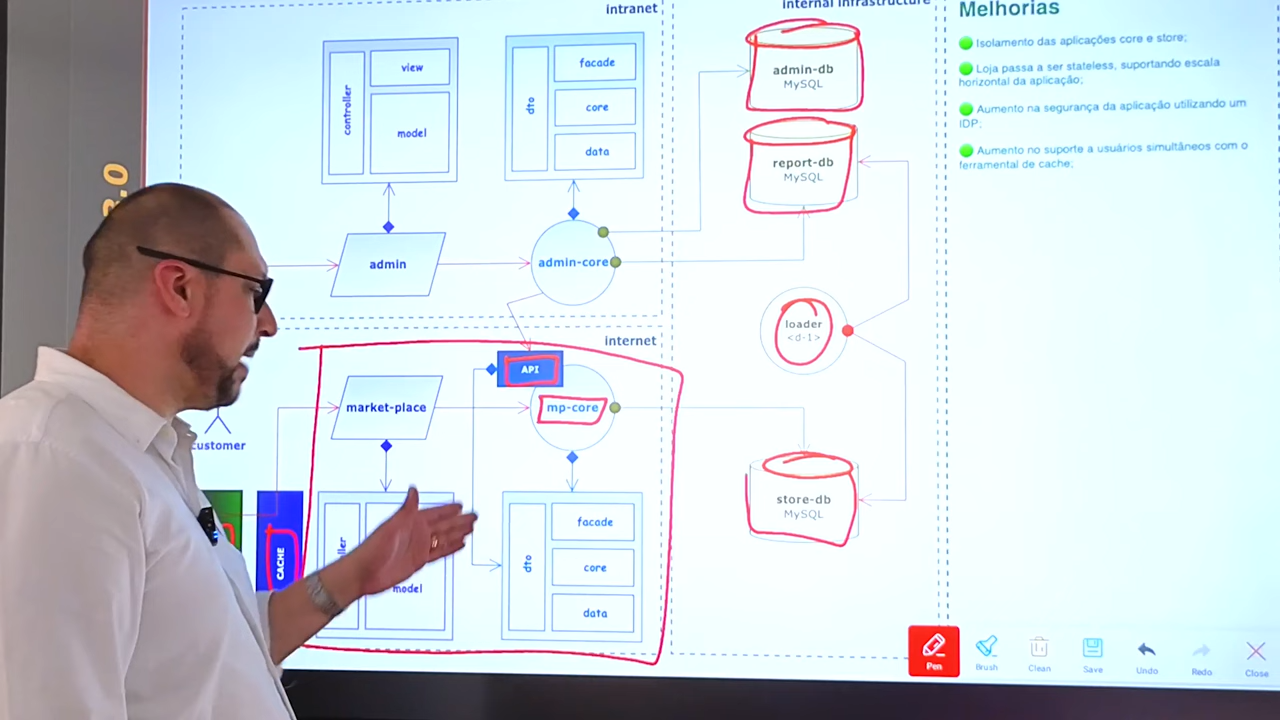 intranet
internal infrastructure
Melhorias
Isolamento das aplicações core e store;
Loja passa a ser stateless, suportando escala
horizontal da aplicação;
Aumento na segurança da aplicação utilizando um
IDP;
Aumento no suporte a usuários simultâneos com o
ferramental de cache;
controller
view
model
dto
facade
core
data
admin-db
MySQL
report-db
MySQL
admin
admin-core
loader
<d-1>
internet
API
market-place
mp-core
customer
CACHE
model
dto
facade
core
data
store-db
MySQL
Pen
Brush
Clean
Save
Undo
Redo
Close